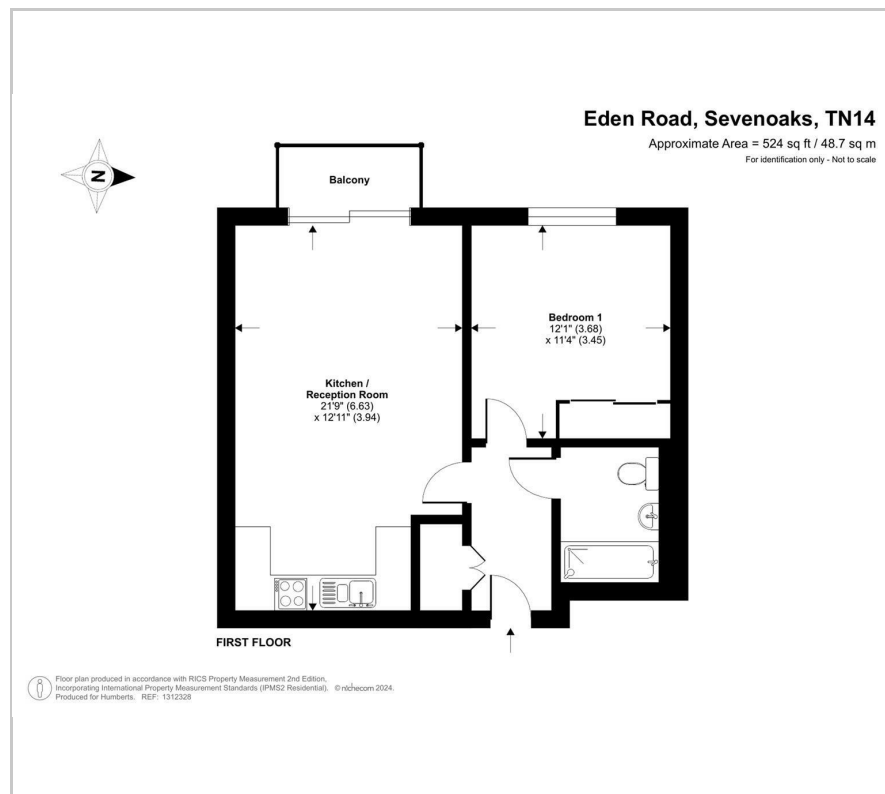 Eden Road, Sevenoaks, TN14
Approximate Area = 524 sq ft / 48.7 sq m
For identification only - Not to scale
N
Balcony
Bedroom 1
12'1" (3.68)
x 11'4" (3.45)
Kitchen /
Reception Room
21'9" (6.63)
x 12'11" (3.94)
FIRST FLOOR
Floor plan produced in accordance with RICS Property Measurement 2nd Edition,
Incorporating International Property Measurement Standards (IPMS2 Residential). © nichecom 2024.
Produced for Humberts. REF: 1312328